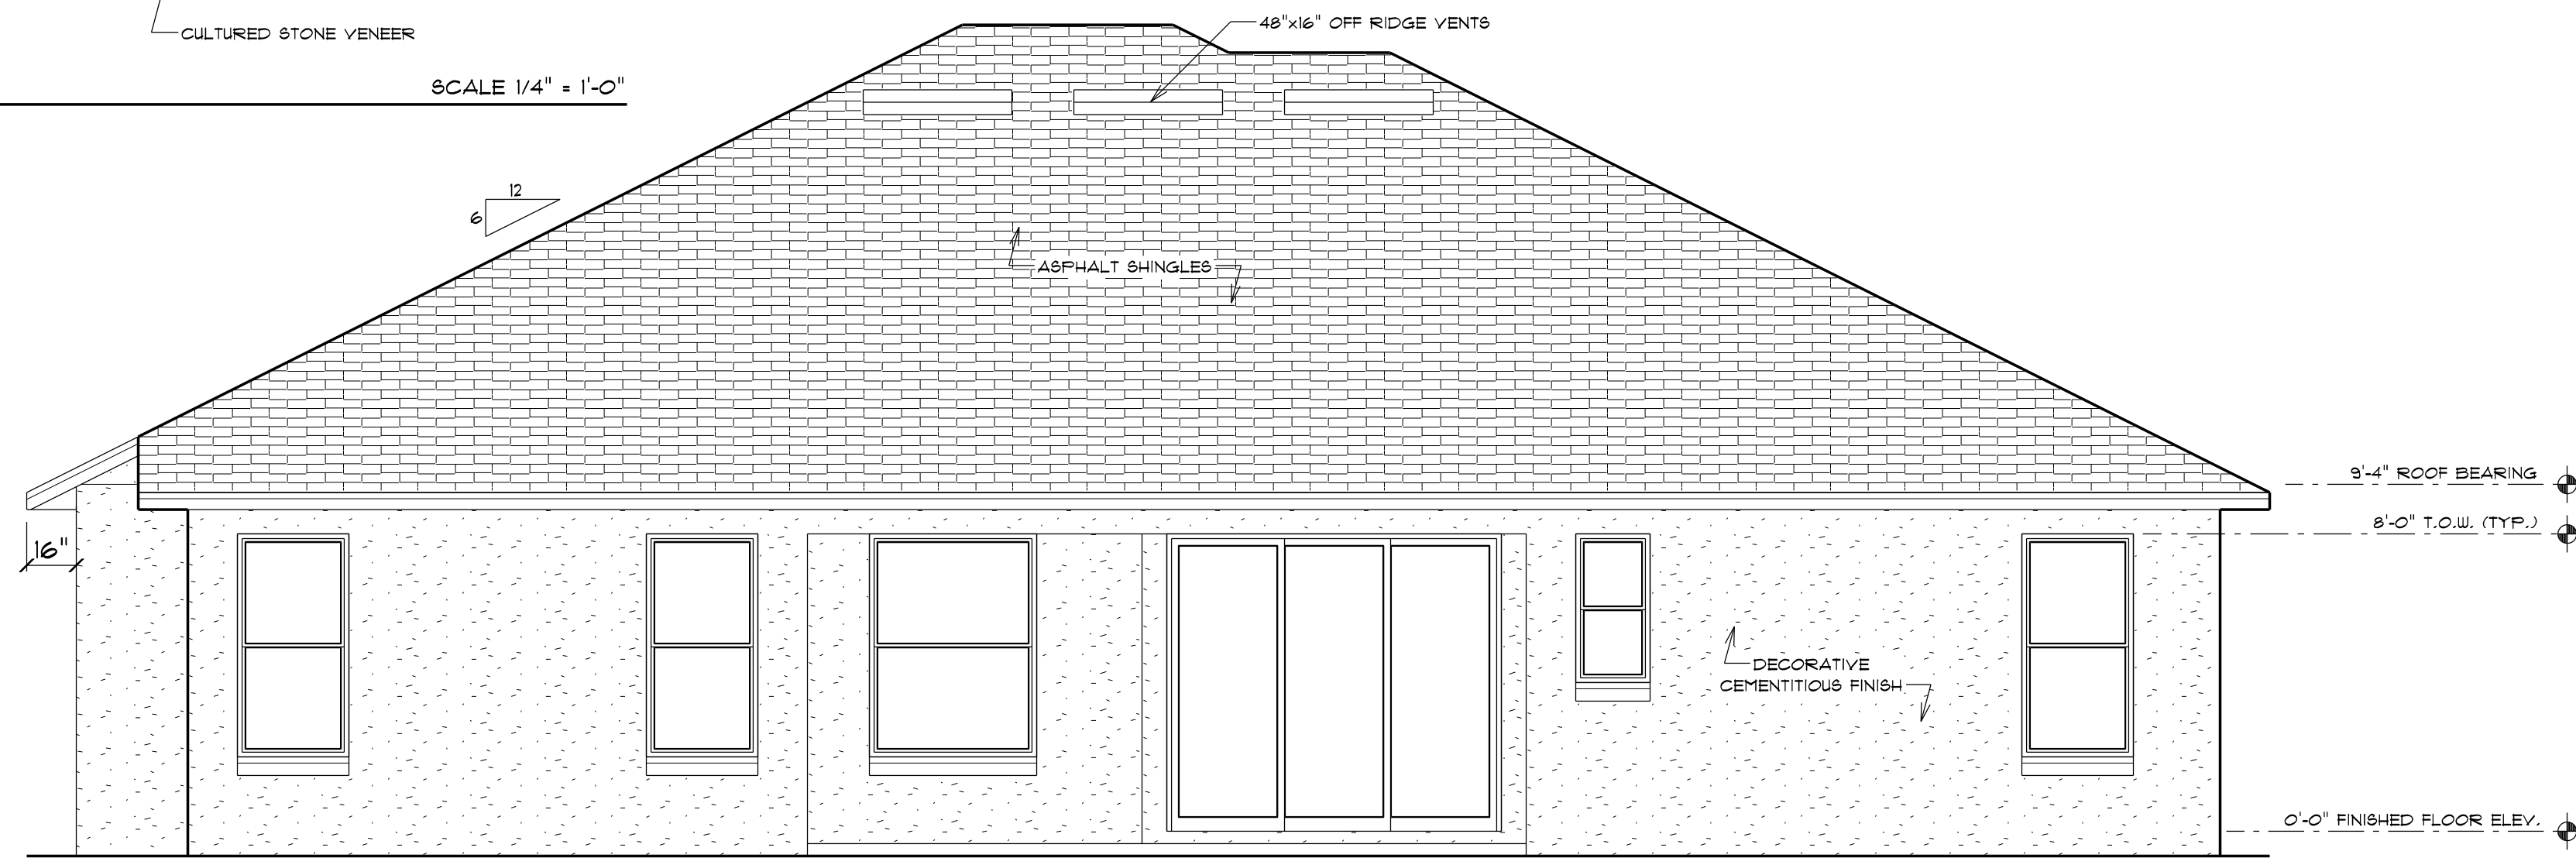 48"x16" OFF RIDGE VENTS
CULTURED STONE VENEER
SCALE 1/4" = 1'-0"
12
6
ASPHALT SHINGLES
9'-4" ROOF BEARING
8'-0" T.O.W. (TYP.)
16"
DECORATIVE
CEMENTITIOUS FINISH
0'-0" FINISHED FLOOR ELEV.